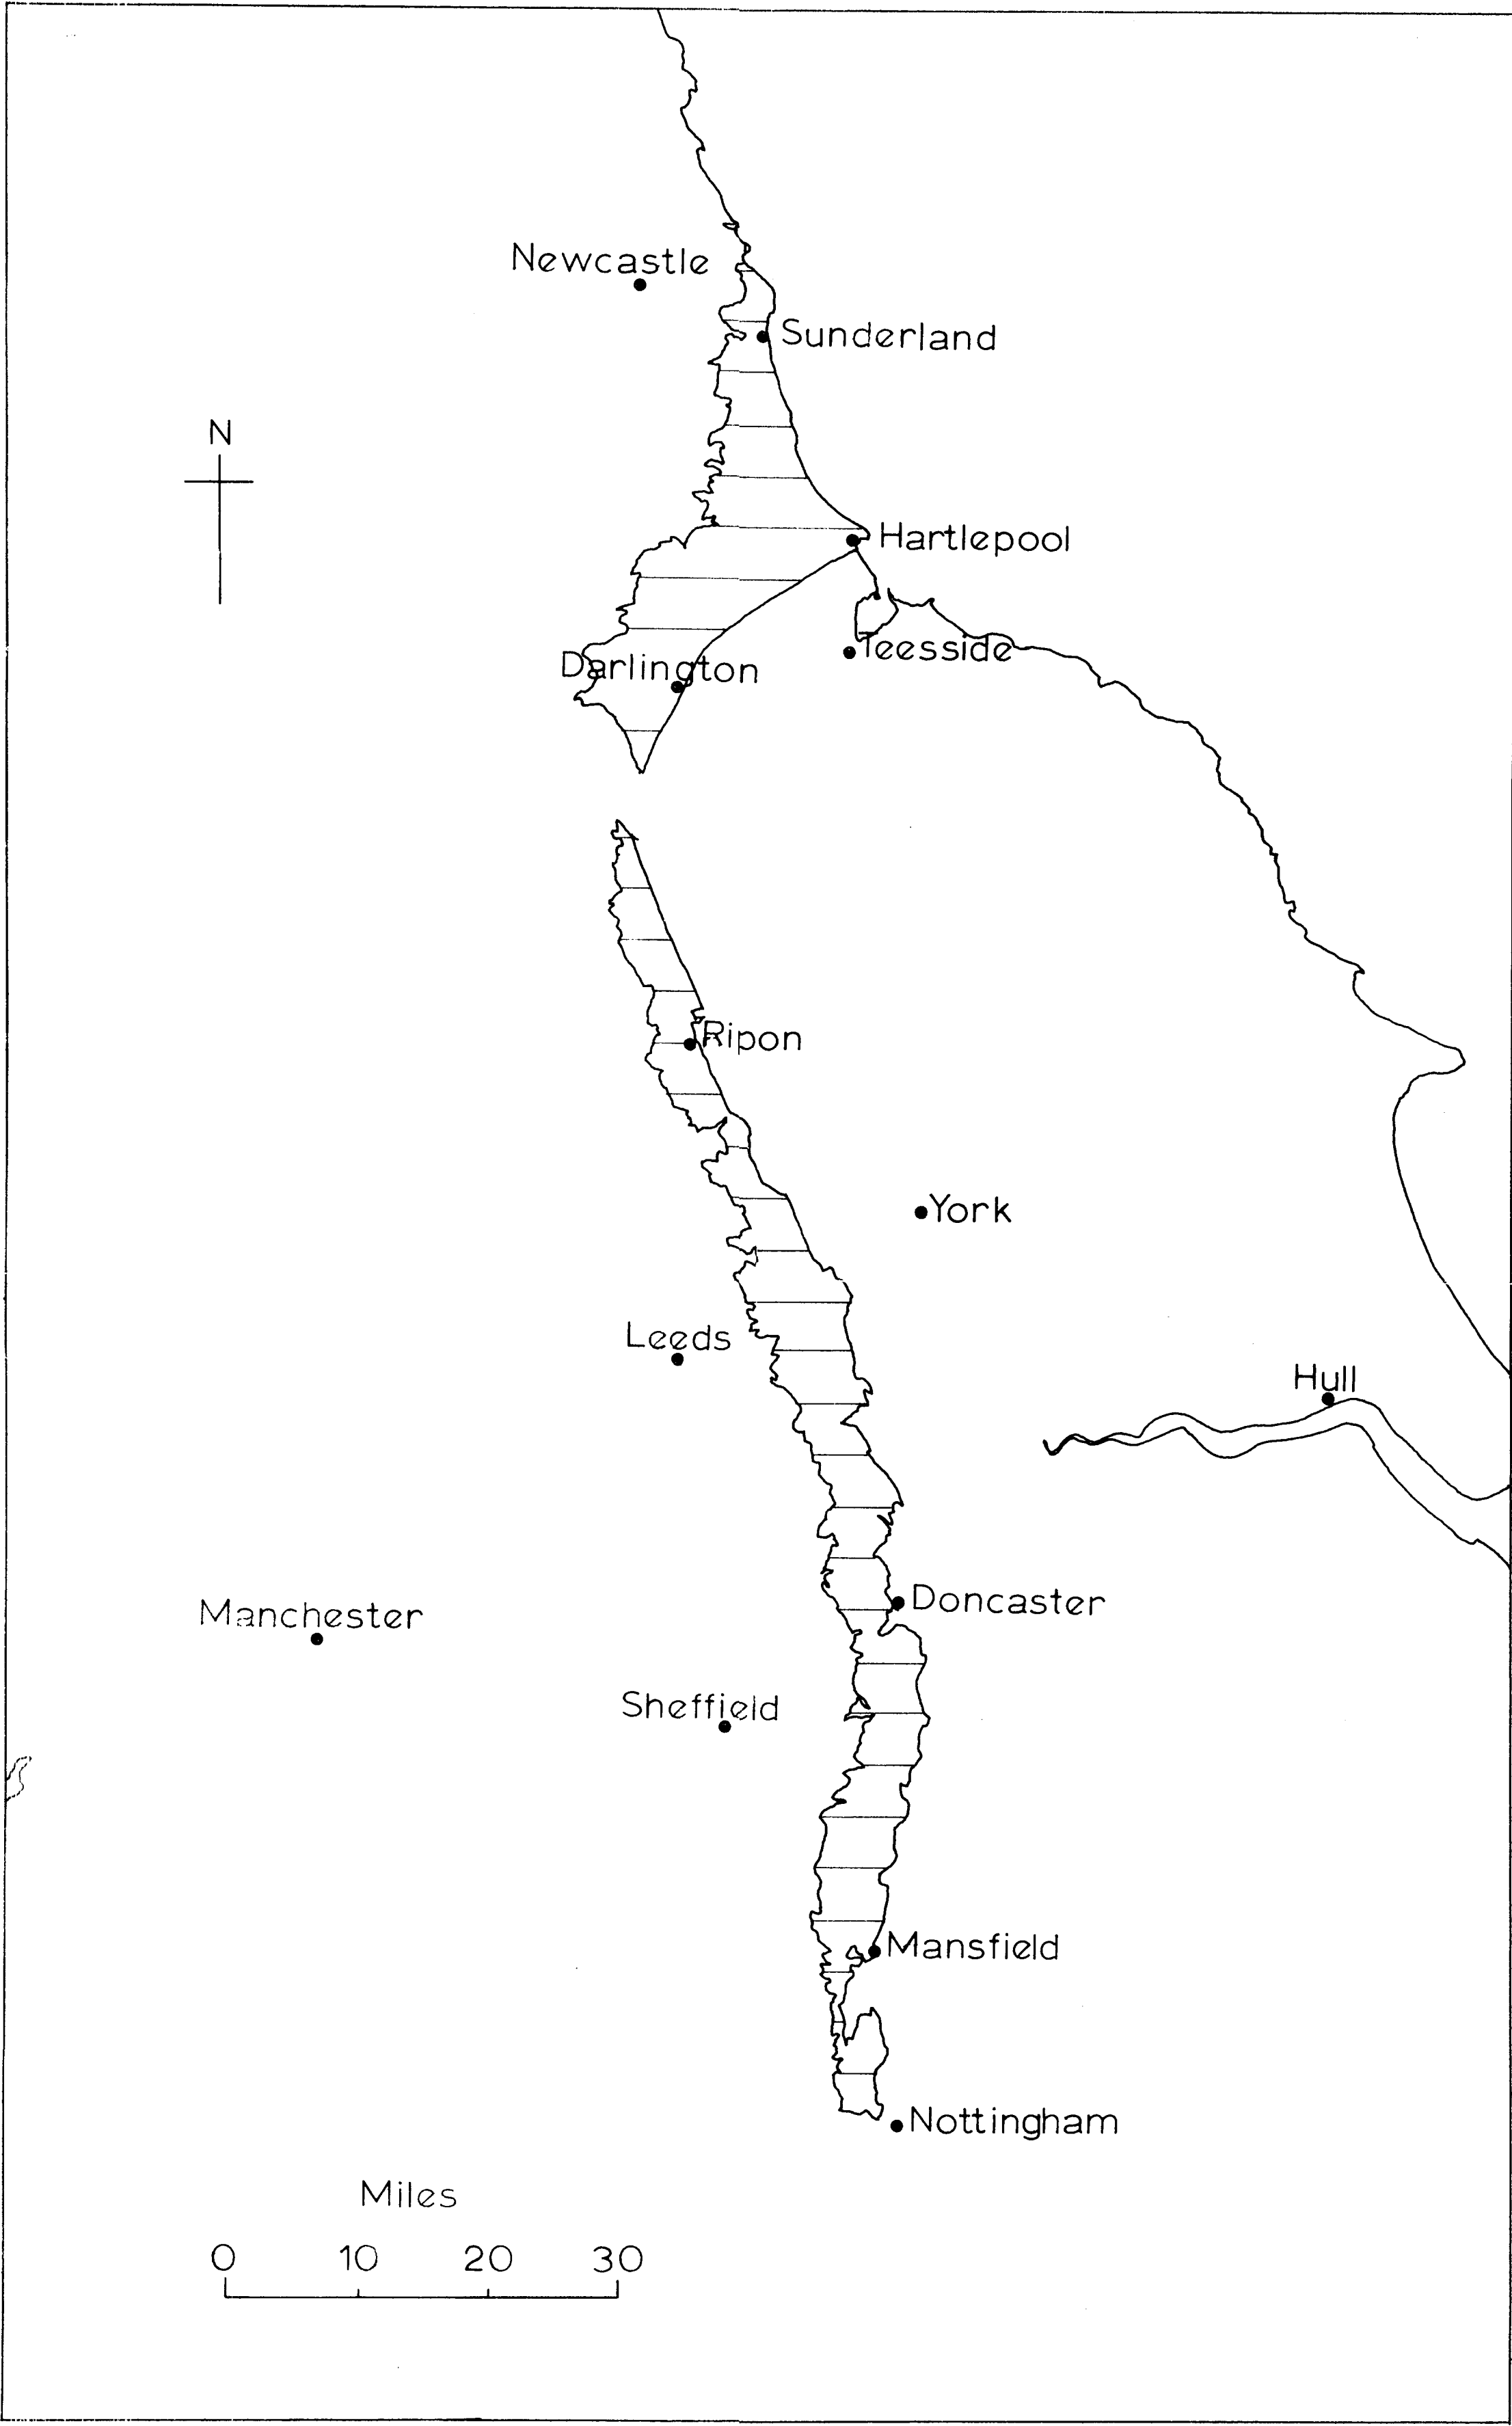 Newcastle
Sunderland
N
Hartlepool
Teesside
Darlington
Ripon
York
Leeds
Hull
Doncaster
Manchester
Sheffield
Mansfield
Nottingham
Miles
0 10 20 30